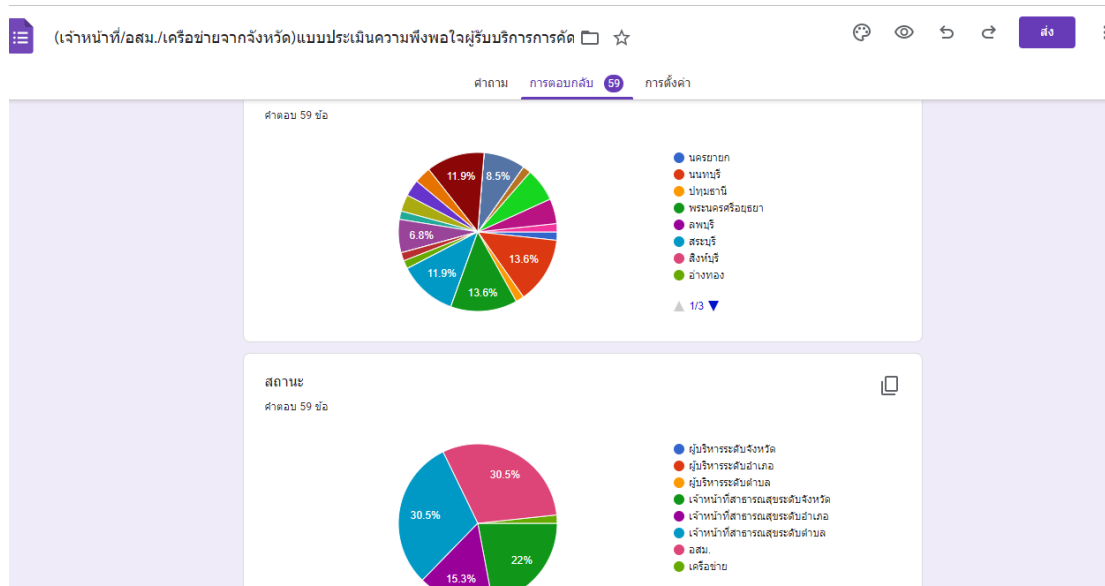 (เจ้าหน้าที่/อสม./เครือข่ายจากจังหวัด)แบบประเมินความพึงพอใจผู้รับบริการการคัด
ส่ง
คำถาม การตอบกลับ 59 การตั้งค่า
คำตอบ 59 ข้อ
11.9% 8.5%
6.8%
13.6%
11.9%
13.6%
นครนายก
นนทบุรี
ปทุมธานี
พระนครศรีอยุธยา
ลพบุรี
สระบุรี
สิงห์บุรี
อ่างทอง
1/3
สถานะ
คำตอบ 59 ข้อ
30.5%
30.5%
22%
15.3%
ผู้บริหารระดับจังหวัด
ผู้บริหารระดับอำเภอ
ผู้บริหารระดับตำบล
เจ้าหน้าที่สาธารณสุขระดับจังหวัด
เจ้าหน้าที่สาธารณสุขระดับอำเภอ
เจ้าหน้าที่สาธารณสุขระดับตำบล
อสม.
เครือข่าย